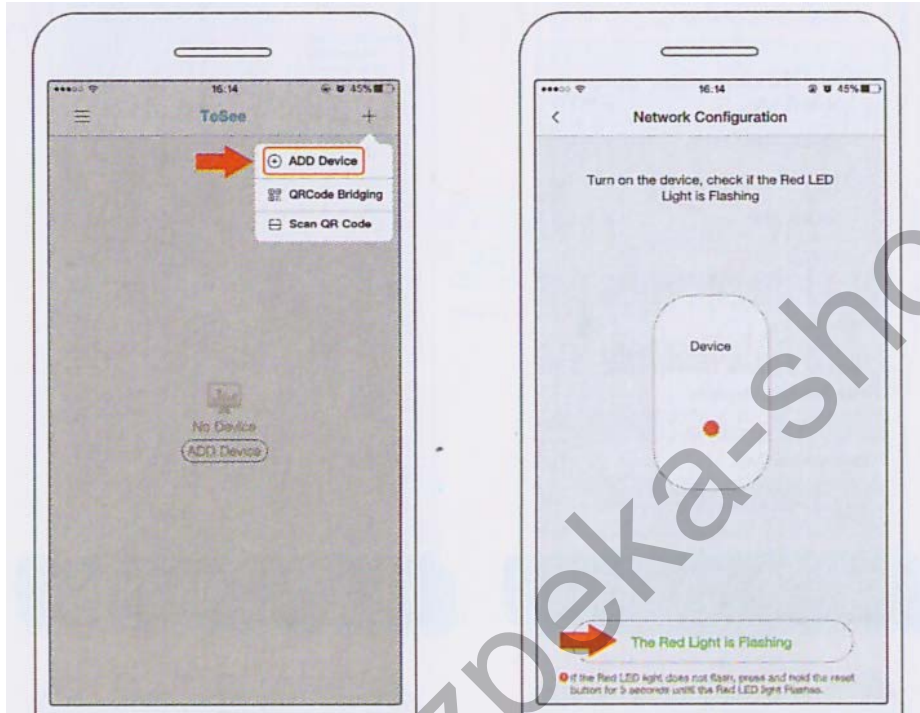 16:14
45%
ToSee
ADD Device
QRCode Bridging
Scan QR Code
No Device
ADD Device
16:14
45%
Network Configuration
Turn on the device, check if the Red LED
Light is Flashing
Device
The Red Light is Flashing
If the Red LED light does not flash, press and hold the reset
button for 5 seconds until the Red LED light Flashes.
zpeka-sho